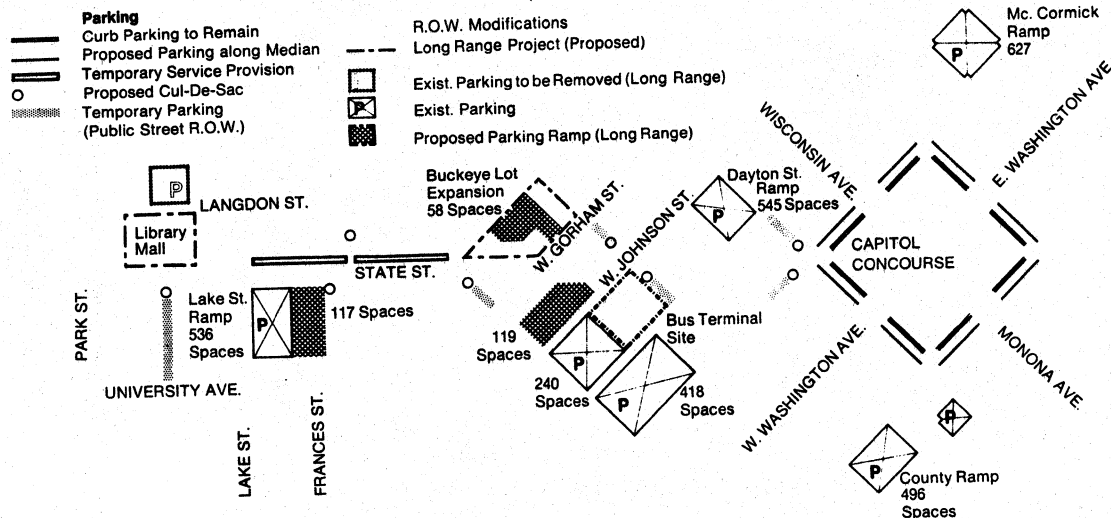 Parking
Curb Parking to Remain
Proposed Parking along Median
Temporary Service Provision
Proposed Cul-De-Sac
Temporary Parking
(Public Street R.O.W.)
R.O.W. Modifications
Long Range Project (Proposed)
Exist. Parking to be Removed (Long Range)
P
Exist. Parking
Proposed Parking Ramp (Long Range)
Mc. Cormick
Ramp
627
P
WISCONSIN AVE.
E. WASHINGTON AVE.
P
LANGDON ST.
Library
Mall
Buckeye Lot
Expansion
58 Spaces
W. GORHAM ST.
W. JOHNSON ST.
Dayton St.
Ramp
545 Spaces
P
CAPITOL
CONCOURSE
STATE ST.
PARK ST.
Lake St.
Ramp
536
Spaces
P
117 Spaces
119
Spaces
Bus Terminal
Site
P
240
Spaces
P
418
Spaces
UNIVERSITY AVE.
LAKE ST.
FRANCES ST.
W. WASHINGTON AVE.
MONONA AVE.
P
P
County Ramp
496
Spaces